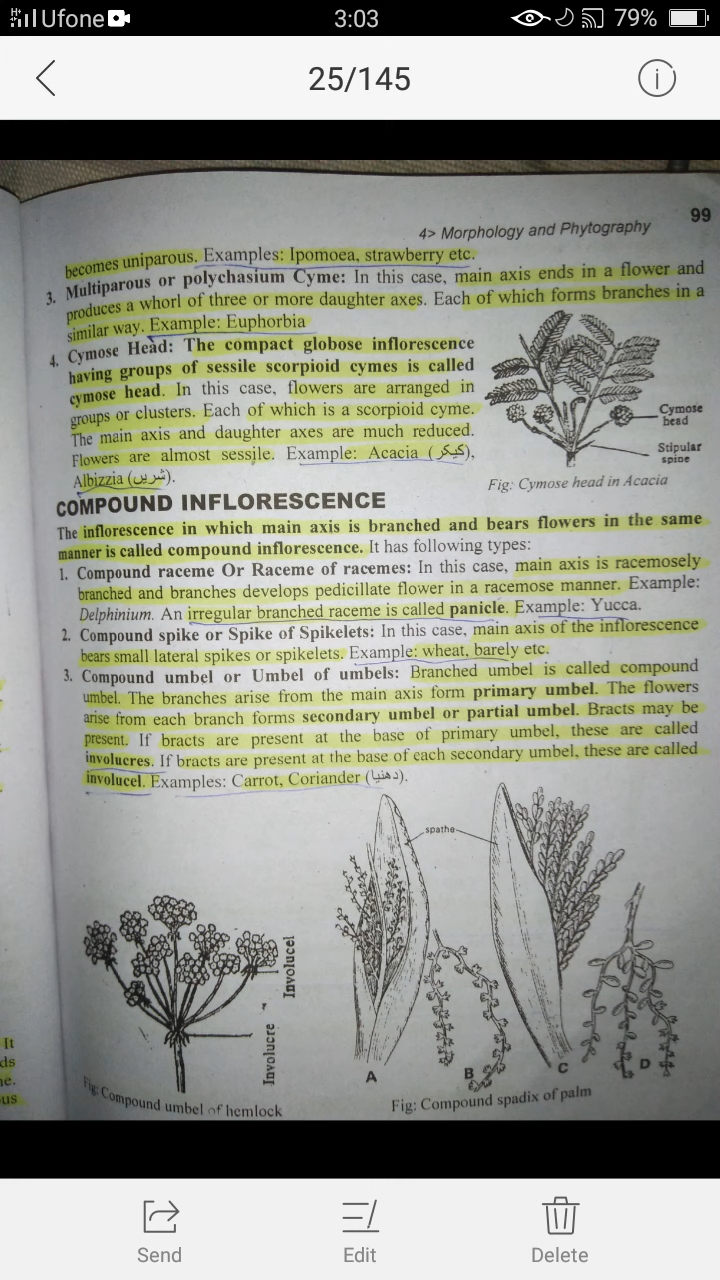 Ufone
3:03
79%
25/145
99
4> Morphology and Phytography
becomes uniparous. Examples: Ipomoea, strawberry etc.
3. Multiparous or polychasium Cyme: In this case, main axis ends in a flower and
produces a whorl of three or more daughter axes. Each of which forms branches in a
similar way. Example: Euphorbia
4. Cymose Head: The compact globose inflorescence
having groups of sessile scorpioid cymes is called
cymose head. In this case, flowers are arranged in
groups or clusters. Each of which is a scorpioid cyme.
The main axis and daughter axes are much reduced.
Flowers are almost sessile. Example: Acacia (کیکر),
Albizzia (شریں).
Cymose
head
Stipular
spine
Fig: Cymose head in Acacia
COMPOUND INFLORESCENCE
The inflorescence in which main axis is branched and bears flowers in the same
manner is called compound inflorescence. It has following types:
1. Compound raceme Or Raceme of racemes: In this case, main axis is racemosely
branched and branches develops pedicillate flower in a racemose manner. Example:
Delphinium. An irregular branched raceme is called panicle. Example: Yucca.
2. Compound spike or Spike of Spikelets: In this case, main axis of the inflorescence
bears small lateral spikes or spikelets. Example: wheat, barely etc.
3. Compound umbel or Umbel of umbels: Branched umbel is called compound
umbel. The branches arise from the main axis form primary umbel. The flowers
arise from each branch forms secondary umbel or partial umbel. Bracts may be
present. If bracts are present at the base of primary umbel, these are called
involucres. If bracts are present at the base of each secondary umbel, these are called
involucel. Examples: Carrot, Coriander (دھنیا).
spathe
Involucel
Involucre
A
B
C
D
Fig: Compound umbel of hemlock
Fig: Compound spadix of palm
It
ds
ne.
ous
Send
Edit
Delete